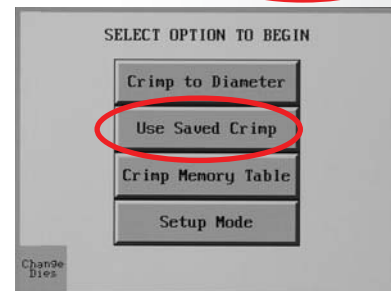 SELECT OPTION TO BEGIN
Crimp to Diameter
Use Saved Crimp
Crimp Memory Table
Setup Mode
Change
Dies